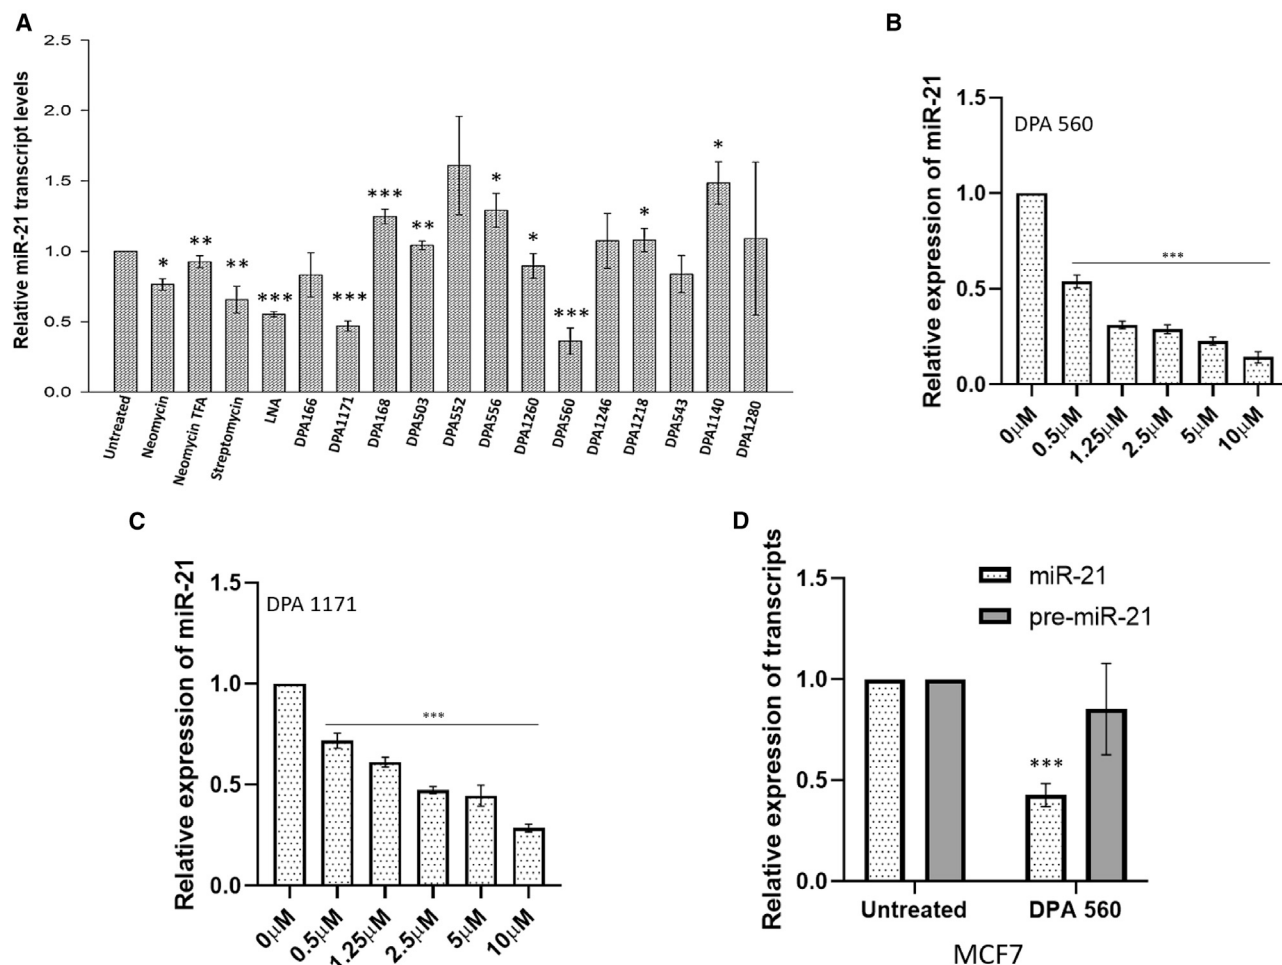 A
Relative miR-21 transcript levels
2.5
2.0
1.5
1.0
0.5
0.0
*
**
**
***
***
***
**
*
*
***
*
*
Untreated
Neomycin
Neomycin TFA
Streptomycin
LNA
DPA166
DPA1171
DPA168
DPA503
DPA552
DPA556
DPA1260
DPA560
DPA1246
DPA1218
DPA543
DPA1140
DPA1280
B
Relative expression of miR-21
DPA 560
1.5
1.0
0.5
0.0
***
0µM
0.5µM
1.25µM
2.5µM
5µM
10µM
C
Relative expression of miR-21
DPA 1171
1.5
1.0
0.5
0.0
***
0µM
0.5µM
1.25µM
2.5µM
5µM
10µM
D
Relative expression of transcripts
miR-21
pre-miR-21
1.5
1.0
0.5
0.0
***
Untreated
DPA 560
MCF7